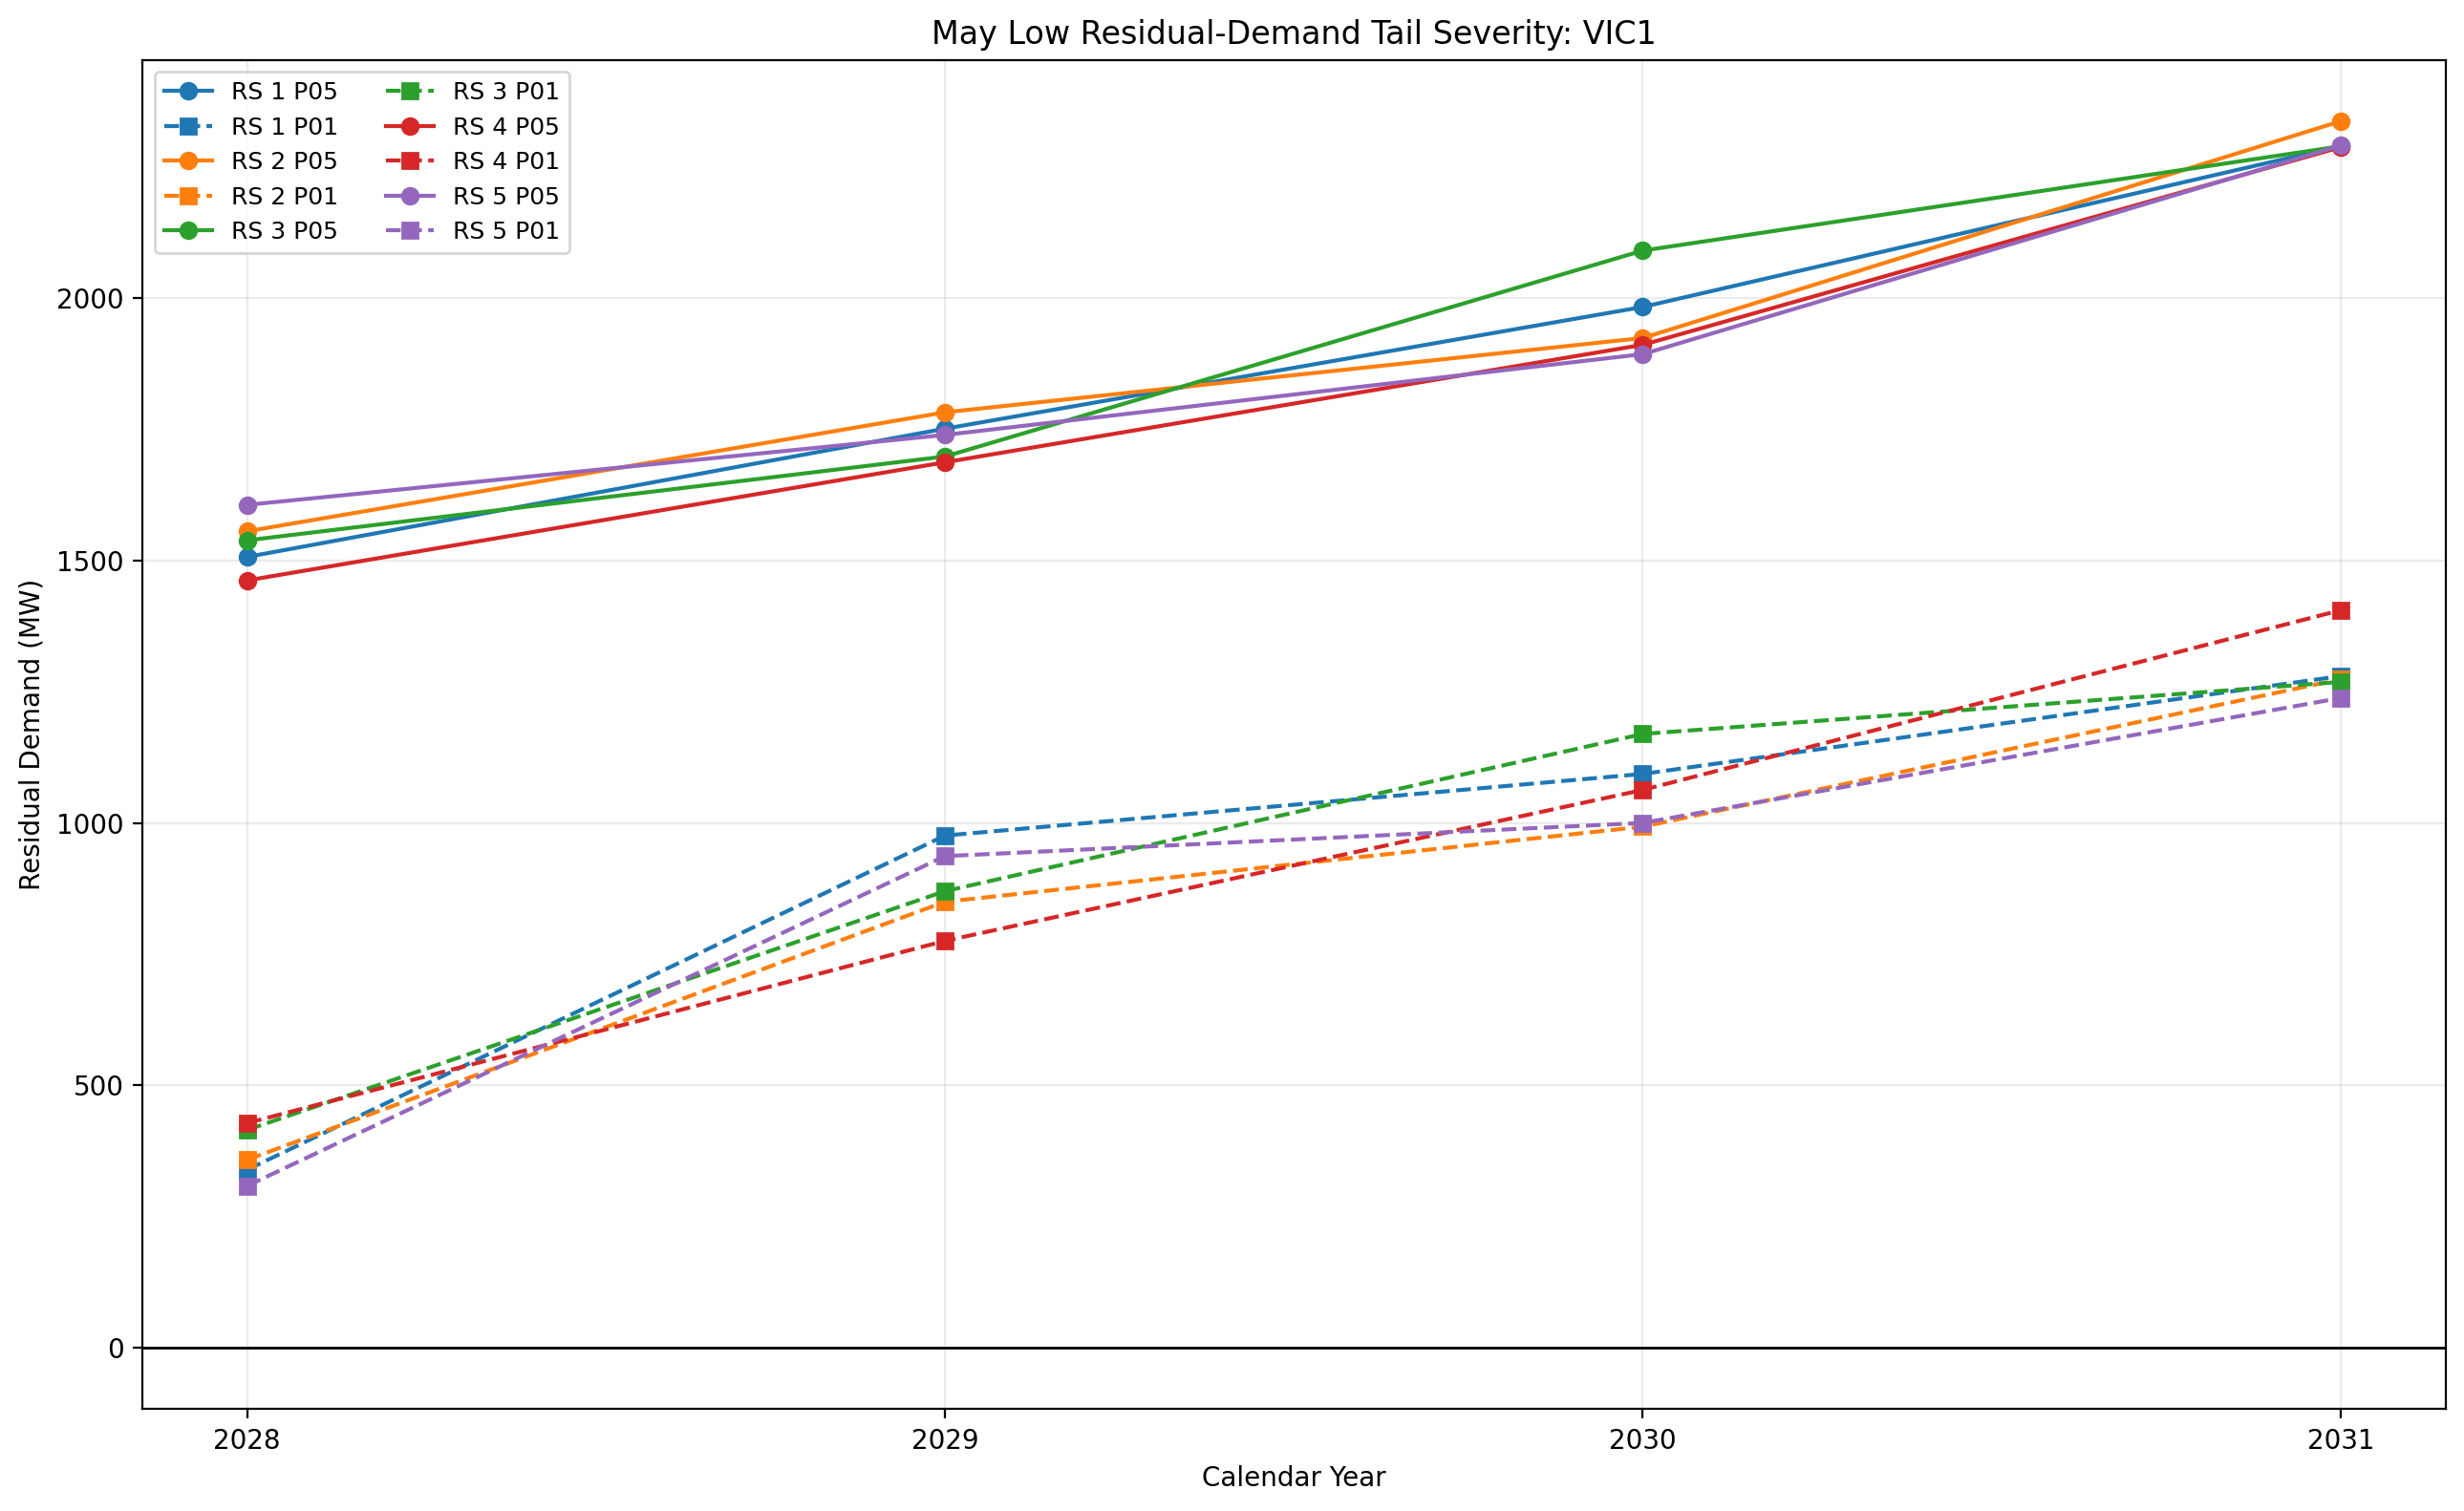 May Low Residual-Demand Tail Severity: VIC1
RS 1 P05
RS 1 P01
RS 2 P05
RS 2 P01
RS 3 P05
RS 3 P01
RS 4 P05
RS 4 P01
RS 5 P05
RS 5 P01
Residual Demand (MW)
2000
1500
1000
500
0
2028
2029
2030
2031
Calendar Year